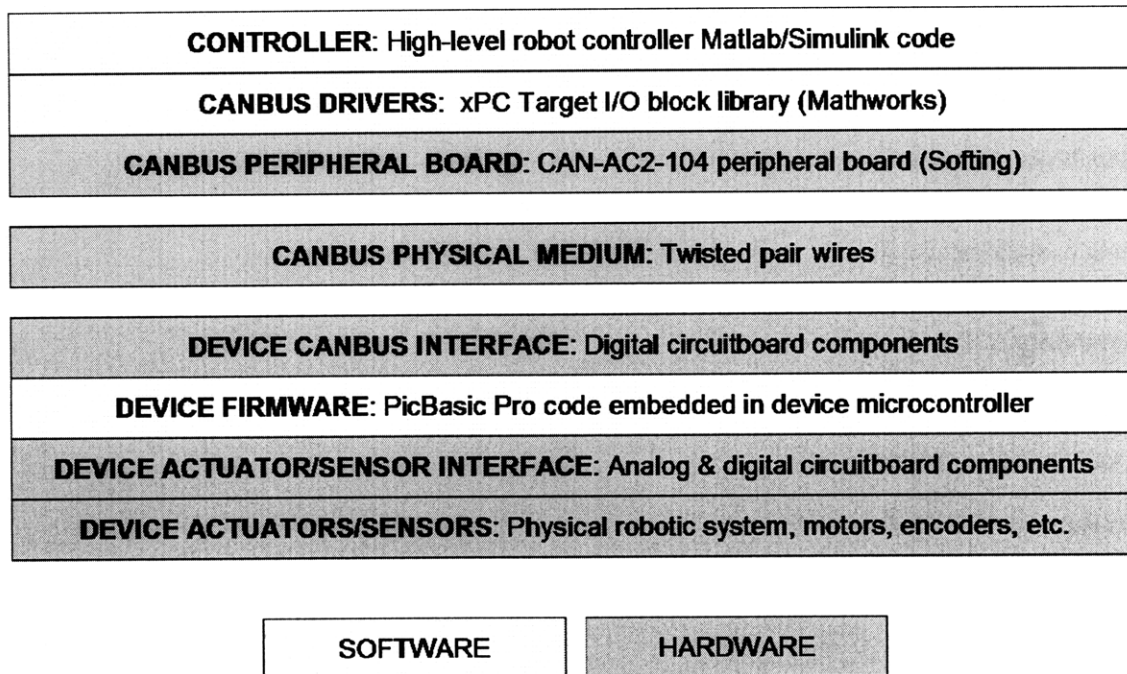 CONTROLLER: High-level robot controller Matlab/Simulink code
CANBUS DRIVERS: xPC Target I/O block library (Mathworks)
CANBUS PERIPHERAL BOARD: CAN-AC2-104 peripheral board (Softing)
CANBUS PHYSICAL MEDIUM: Twisted pair wires
DEVICE CANBUS INTERFACE: Digital circuitboard components
DEVICE FIRMWARE: PicBasic Pro code embedded in device microcontroller
DEVICE ACTUATOR/SENSOR INTERFACE: Analog & digital circuitboard components
DEVICE ACTUATORS/SENSORS: Physical robotic system, motors, encoders, etc.
SOFTWARE HARDWARE